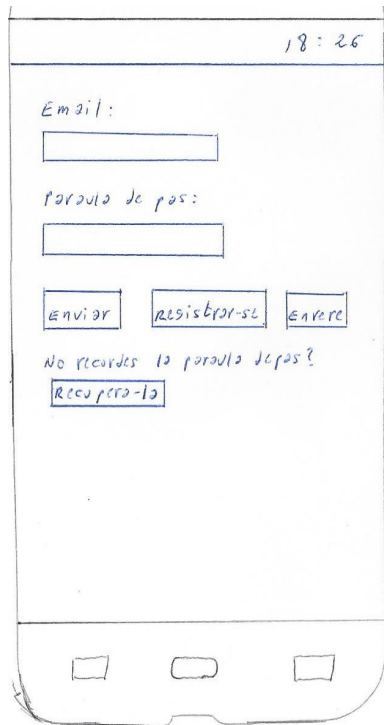 18:26
Email:
Paraula de pas:
Enviar Registrar-se Enrere
No recordes la paraula de pas?
Recupera-la